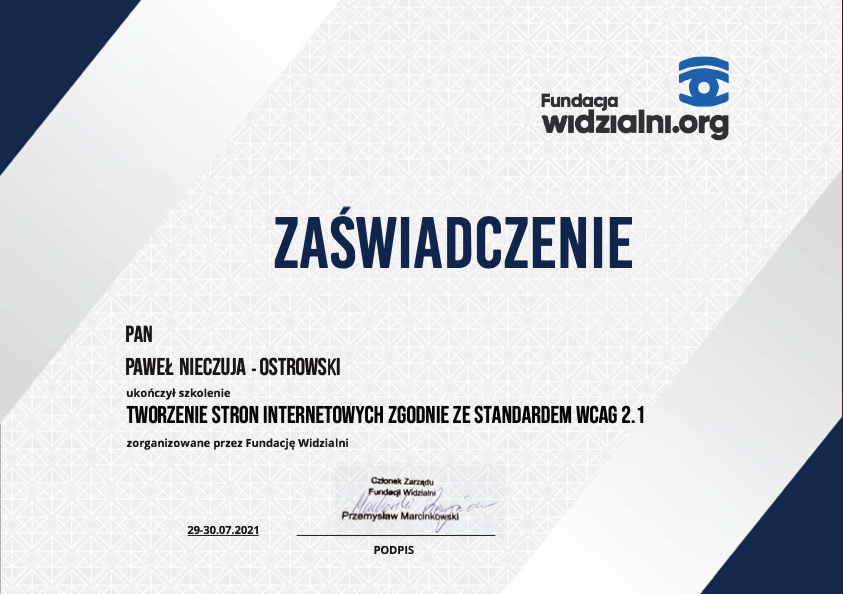 Fundacja
widzialni.org
ZAŚWIADCZENIE
PAN
PAWEŁ NIECZUJA - OSTROWSKI
ukończył szkolenie
TWORZENIE STRON INTERNETOWYCH ZGODNIE ZE STANDARDEM WCAG 2.1
zorganizowane przez Fundację Widzialni
Członek Zarządu
Fundacji Widzialni
Przemysław Marcinkowski
29-30.07.2021
PODPIS